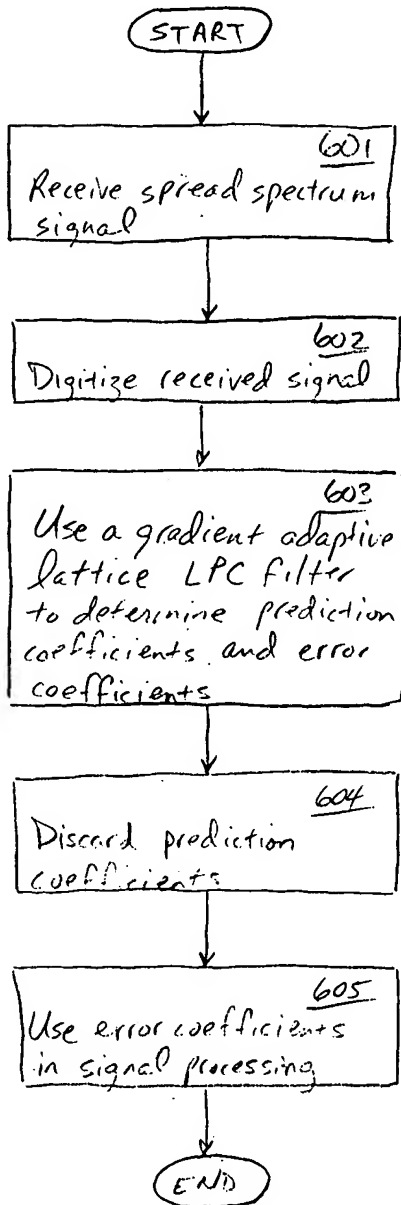 START
601
Receive spread spectrum
signal
602
Digitize received signal
603
Use a gradient adaptive
lattice LPC filter
to determine prediction
coefficients and error
coefficients
604
Discard prediction
coefficients
605
Use error coefficients
in signal processing
END